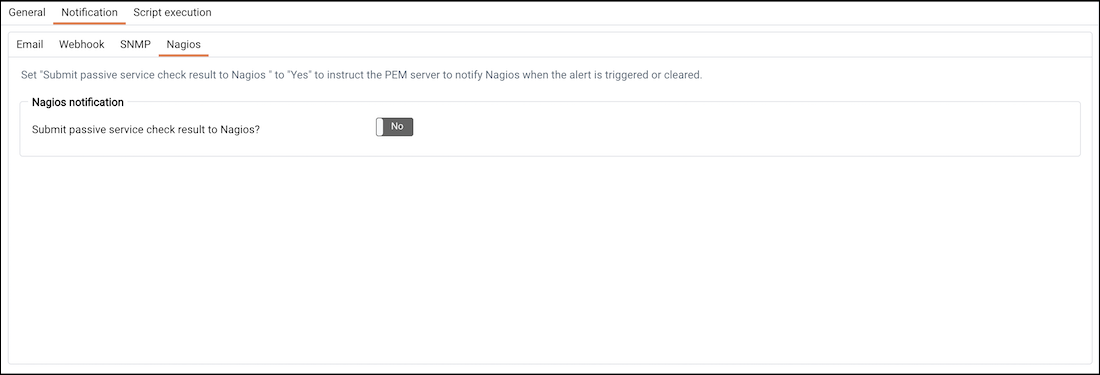 General Notification Script execution
Email Webhook SNMP Nagios
Set "Submit passive service check result to Nagios " to "Yes" to instruct the PEM server to notify Nagios when the alert is triggered or cleared.
Nagios notification
Submit passive service check result to Nagios? No